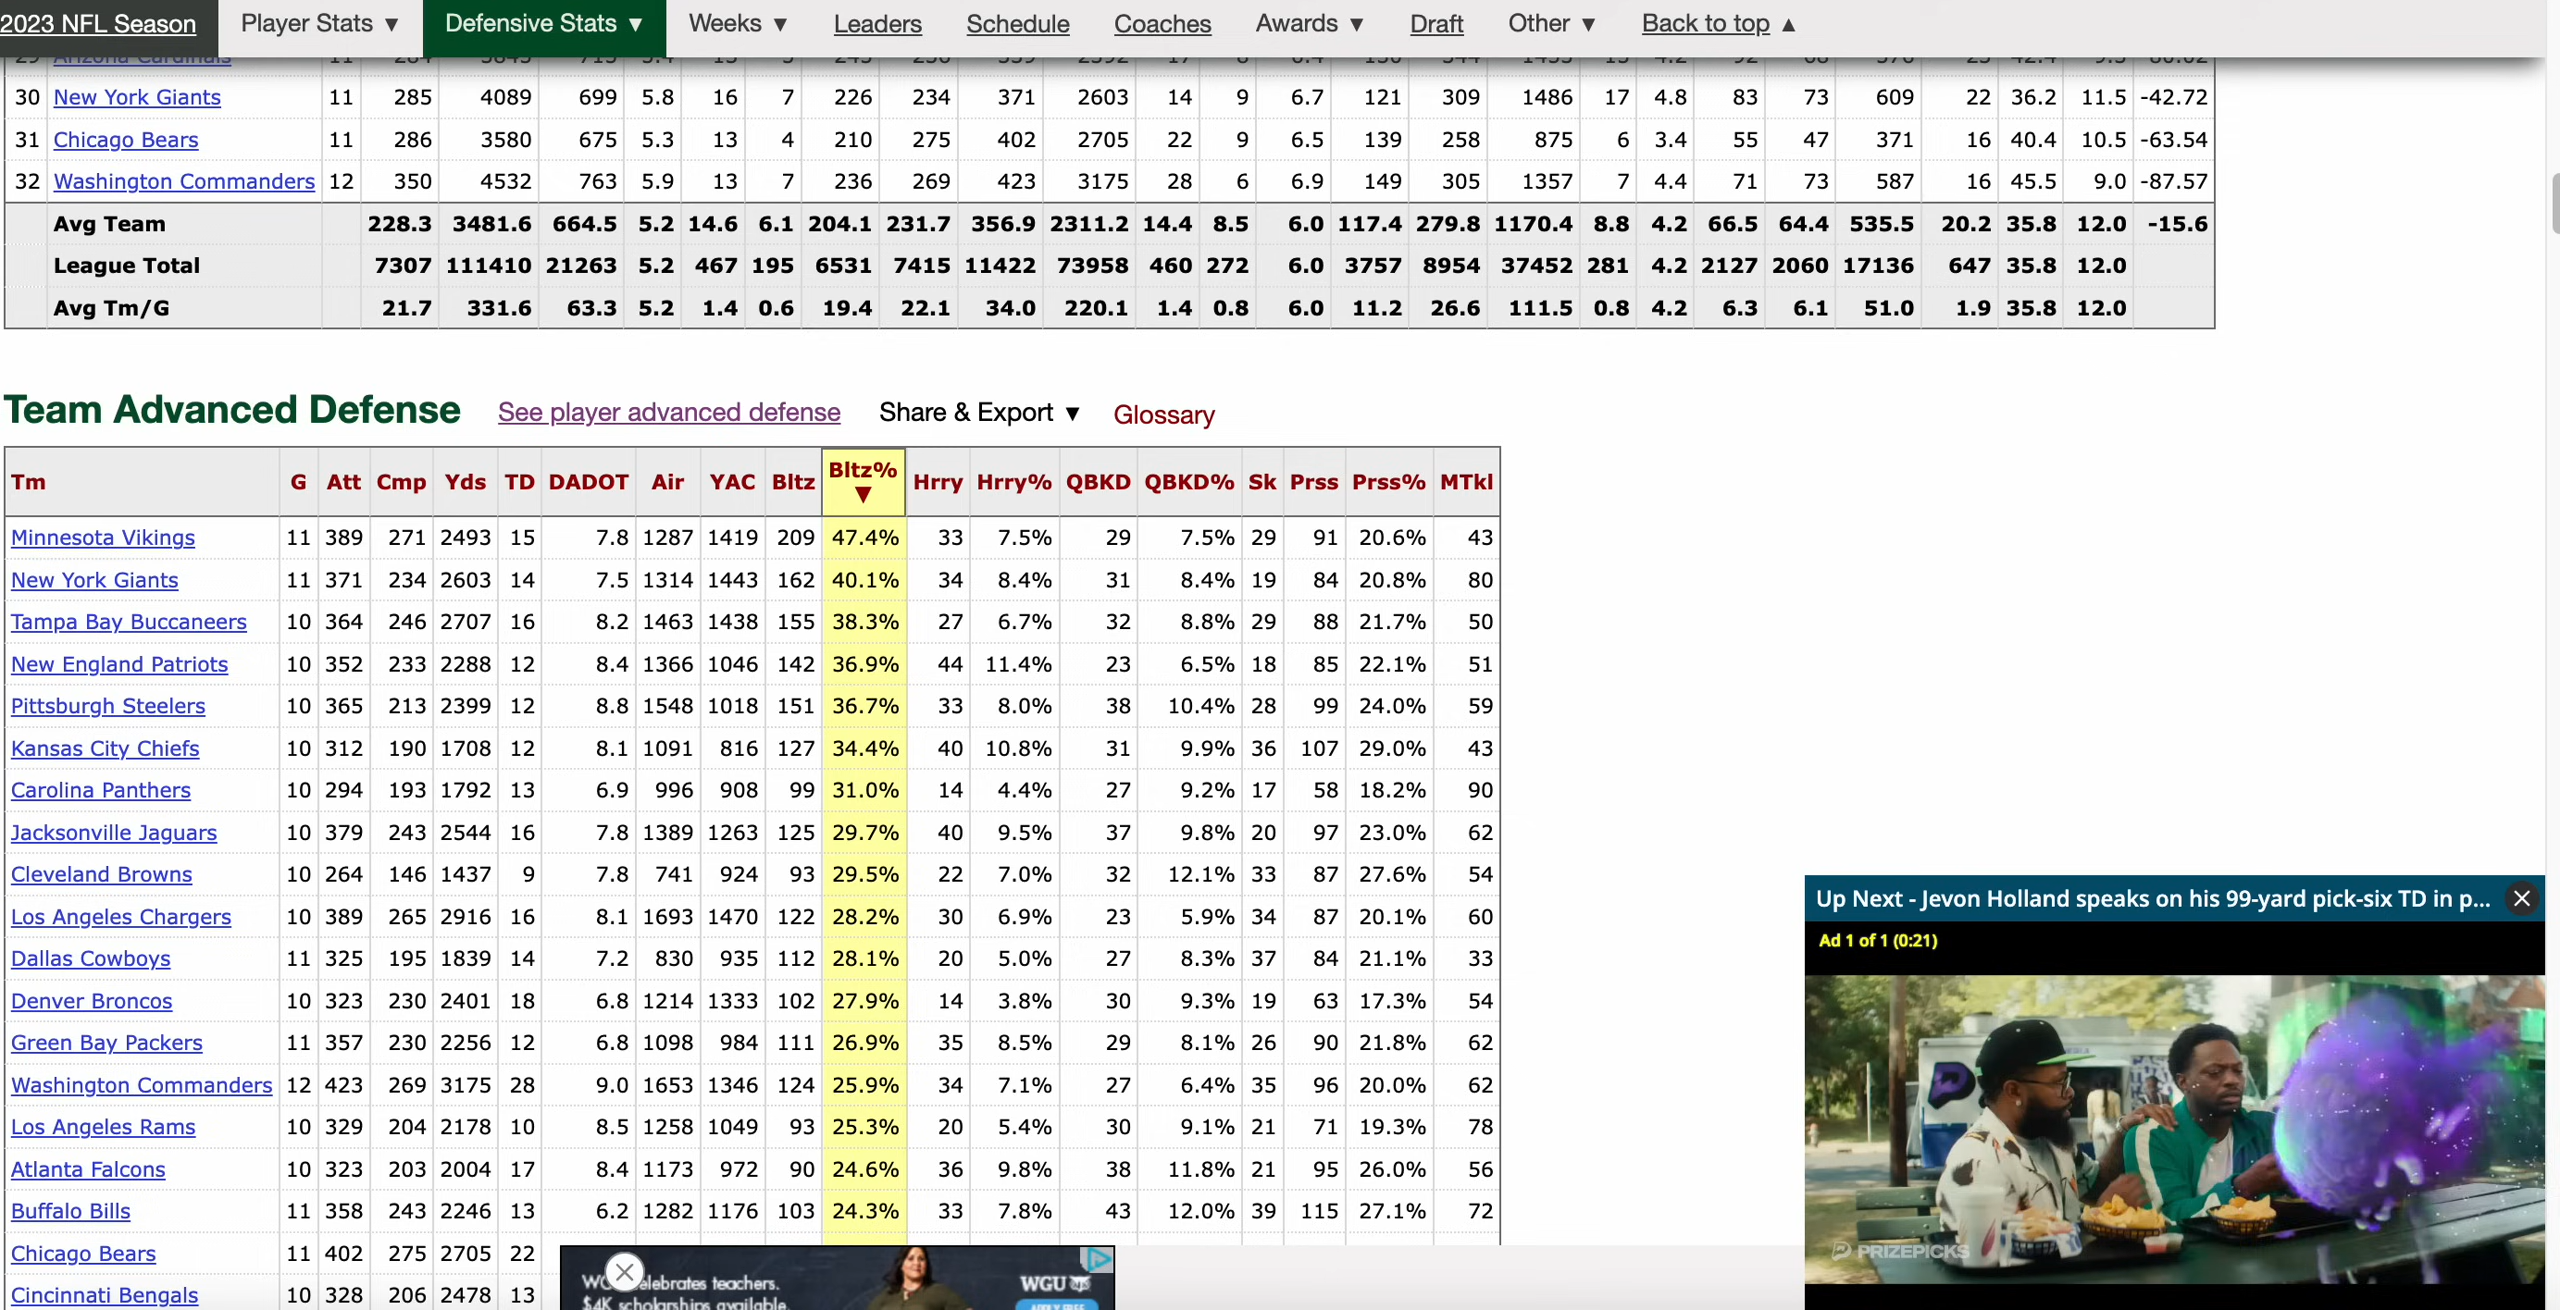 2023 NFL Season Player Stats ▼ Defensive Stats ▼ Weeks ▼ Leaders Schedule Coaches Awards ▼ Draft Other ▼ Back to top ▲
29 Arizona Cardinals 11
30 New York Giants 11 285 4089 699 5.8 16 7 226 234 371 2603 14 9 6.7 121 309 1486 17 4.8 83 73 609 22 36.2 11.5 -42.72
31 Chicago Bears 11 286 3580 675 5.3 13 4 210 275 402 2705 22 9 6.5 139 258 875 6 3.4 55 47 371 16 40.4 10.5 -63.54
32 Washington Commanders 12 350 4532 763 5.9 13 7 236 269 423 3175 28 6 6.9 149 305 1357 7 4.4 71 73 587 16 45.5 9.0 -87.57
Avg Team 228.3 3481.6 664.5 5.2 14.6 6.1 204.1 231.7 356.9 2311.2 14.4 8.5 6.0 117.4 279.8 1170.4 8.8 4.2 66.5 64.4 535.5 20.2 35.8 12.0 -15.6
League Total 7307 111410 21263 5.2 467 195 6531 7415 11422 73958 460 272 6.0 3757 8954 37452 281 4.2 2127 2060 17136 647 35.8 12.0
Avg Tm/G 21.7 331.6 63.3 5.2 1.4 0.6 19.4 22.1 34.0 220.1 1.4 0.8 6.0 11.2 26.6 111.5 0.8 4.2 6.3 6.1 51.0 1.9 35.8 12.0
Team Advanced Defense See player advanced defense Share & Export ▼ Glossary
Tm G Att Cmp Yds TD DADOT Air YAC Bltz Bltz% ▼ Hrry Hrry% QBKD QBKD% Sk Prss Prss% MTkl
Minnesota Vikings 11 389 271 2493 15 7.8 1287 1419 209 47.4% 33 7.5% 29 7.5% 29 91 20.6% 43
New York Giants 11 371 234 2603 14 7.5 1314 1443 162 40.1% 34 8.4% 31 8.4% 19 84 20.8% 80
Tampa Bay Buccaneers 10 364 246 2707 16 8.2 1463 1438 155 38.3% 27 6.7% 32 8.8% 29 88 21.7% 50
New England Patriots 10 352 233 2288 12 8.4 1366 1046 142 36.9% 44 11.4% 23 6.5% 18 85 22.1% 51
Pittsburgh Steelers 10 365 213 2399 12 8.8 1548 1018 151 36.7% 33 8.0% 38 10.4% 28 99 24.0% 59
Kansas City Chiefs 10 312 190 1708 12 8.1 1091 816 127 34.4% 40 10.8% 31 9.9% 36 107 29.0% 43
Carolina Panthers 10 294 193 1792 13 6.9 996 908 99 31.0% 14 4.4% 27 9.2% 17 58 18.2% 90
Jacksonville Jaguars 10 379 243 2544 16 7.8 1389 1263 125 29.7% 40 9.5% 37 9.8% 20 97 23.0% 62
Cleveland Browns 10 264 146 1437 9 7.8 741 924 93 29.5% 22 7.0% 32 12.1% 33 87 27.6% 54
Los Angeles Chargers 10 389 265 2916 16 8.1 1693 1470 122 28.2% 30 6.9% 23 5.9% 34 87 20.1% 60
Dallas Cowboys 11 325 195 1839 14 7.2 830 935 112 28.1% 20 5.0% 27 8.3% 37 84 21.1% 33
Denver Broncos 10 323 230 2401 18 6.8 1214 1333 102 27.9% 14 3.8% 30 9.3% 19 63 17.3% 54
Green Bay Packers 11 357 230 2256 12 6.8 1098 984 111 26.9% 35 8.5% 29 8.1% 26 90 21.8% 62
Washington Commanders 12 423 269 3175 28 9.0 1653 1346 124 25.9% 34 7.1% 27 6.4% 35 96 20.0% 62
Los Angeles Rams 10 329 204 2178 10 8.5 1258 1049 93 25.3% 20 5.4% 30 9.1% 21 71 19.3% 78
Atlanta Falcons 10 323 203 2004 17 8.4 1173 972 90 24.6% 36 9.8% 38 11.8% 21 95 26.0% 56
Buffalo Bills 11 358 243 2246 13 6.2 1282 1176 103 24.3% 33 7.8% 43 12.0% 39 115 27.1% 72
Chicago Bears 11 402 275 2705 22
Cincinnati Bengals 10 328 206 2478 13
Up Next - Jevon Holland speaks on his 99-yard pick-six TD in p...
Ad 1 of 1 (0:21)
PRIZEPICKS
elebrates teachers.
$4K scholarships available.
WGU